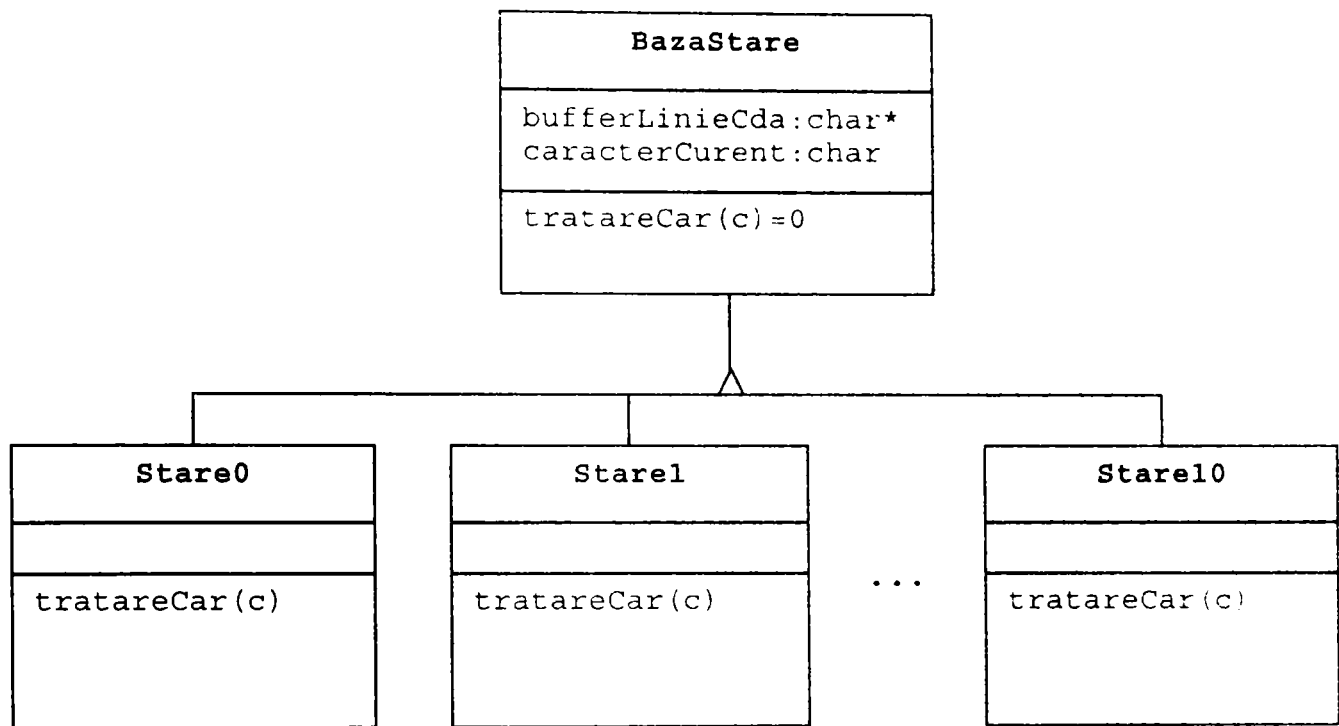 BazaStare
bufferLinieCda:char*
caracterCurent:char
tratareCar(c)=0
Stare0
Stare1
Stare10
tratareCar(c)
tratareCar(c)
...
tratareCar(c)